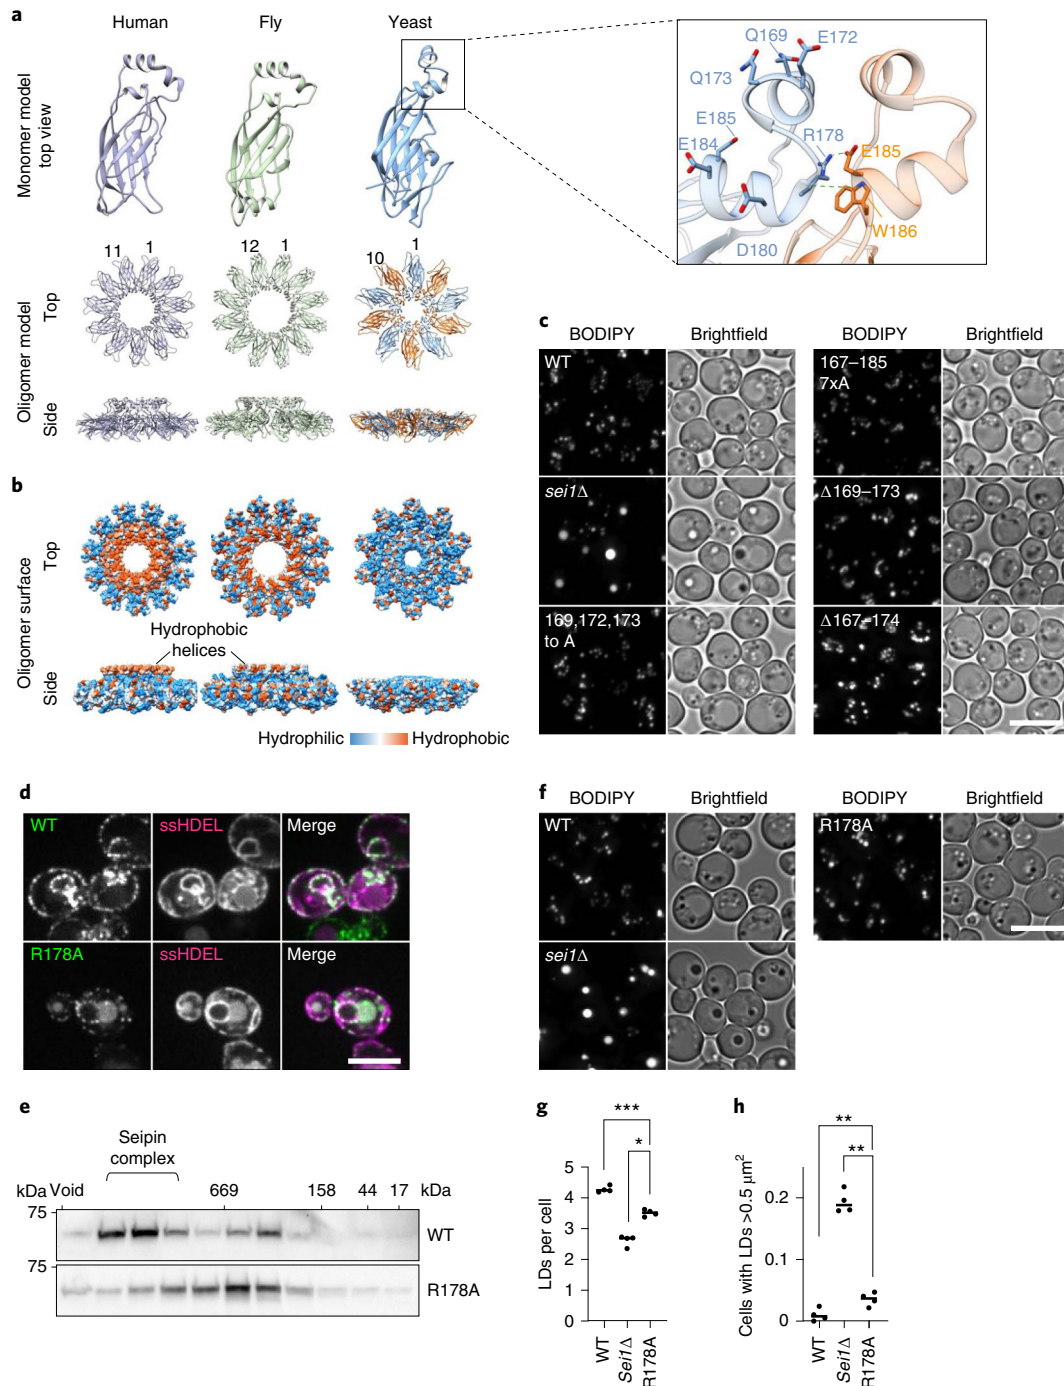 a
Human
Fly
Yeast
Monomer model
top view
Q169
E172
Q173
E185
R178
E184
E185
W186
D180
11
1
12
1
10
1
Oligomer model
Top
Side
b
Oligomer surface
Top
Hydrophobic
helices
Side
Hydrophilic
Hydrophobic
c
BODIPY
Brightfield
BODIPY
Brightfield
WT
167–185
7xA
sei1Δ
Δ169–173
169,172,173
to A
Δ167–174
d
WT
ssHDEL
Merge
R178A
ssHDEL
Merge
e
Seipin
complex
kDa
Void
669
158
44
17
kDa
75
WT
75
R178A
f
BODIPY
Brightfield
BODIPY
Brightfield
WT
R178A
sei1Δ
g
***
*
5
4
3
2
1
0
LDs per cell
WT
Sei1Δ
R178A
h
**
**
0.2
0.1
0
Cells with LDs >0.5 μm²
WT
Sei1Δ
R178A